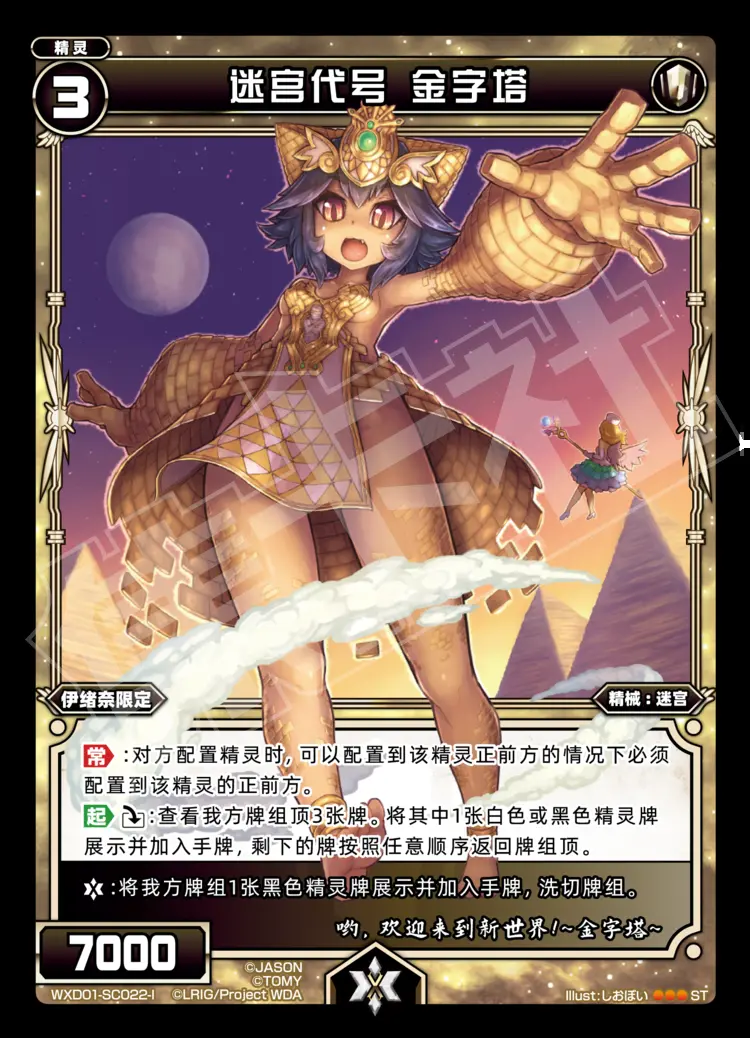 精灵
3
迷宫代号 金字塔
伊绪奈限定
精械：迷宫
常：对方配置精灵时，可以配置到该精灵正前方的情况下必须
配置到该精灵的正前方。
起 ：查看我方牌组顶3张牌。将其中1张白色或黑色精灵牌
展示并加入手牌，剩下的牌按照任意顺序返回牌组顶。
：将我方牌组1张黑色精灵牌展示并加入手牌，洗切牌组。
哟，欢迎来到新世界!~金字塔~
7000
©JASON
©TOMY
WXD01-SC022-I ©LRIG/Project WDA
Illust:しおぼい ST